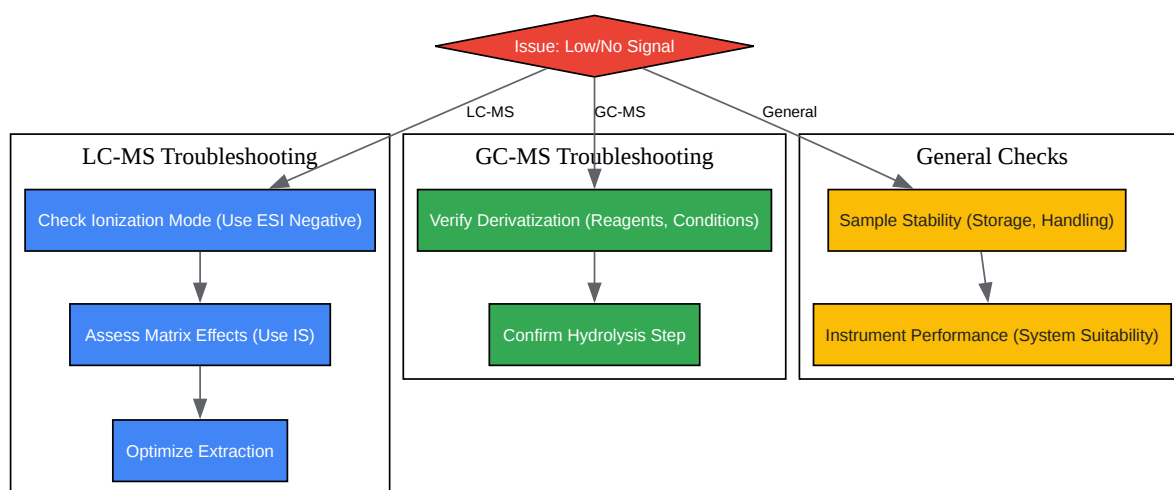 Issue: Low/No Signal
LC-MS
GC-MS
General
LC-MS Troubleshooting
GC-MS Troubleshooting
General Checks
Check Ionization Mode (Use ESI Negative)
Verify Derivatization (Reagents, Conditions)
Sample Stability (Storage, Handling)
Assess Matrix Effects (Use IS)
Confirm Hydrolysis Step
Instrument Performance (System Suitability)
Optimize Extraction